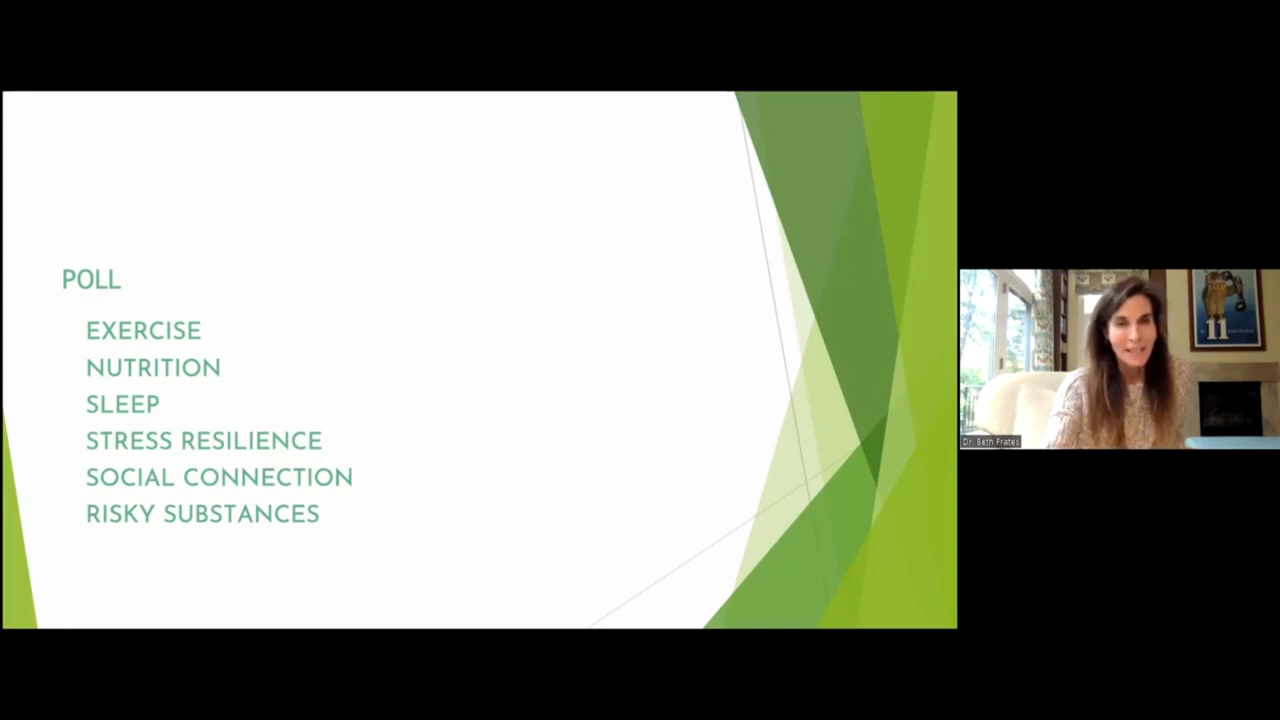 POLL
EXERCISE
NUTRITION
SLEEP
STRESS RESILIENCE
SOCIAL CONNECTION
RISKY SUBSTANCES
11
Dr. Beth Frates